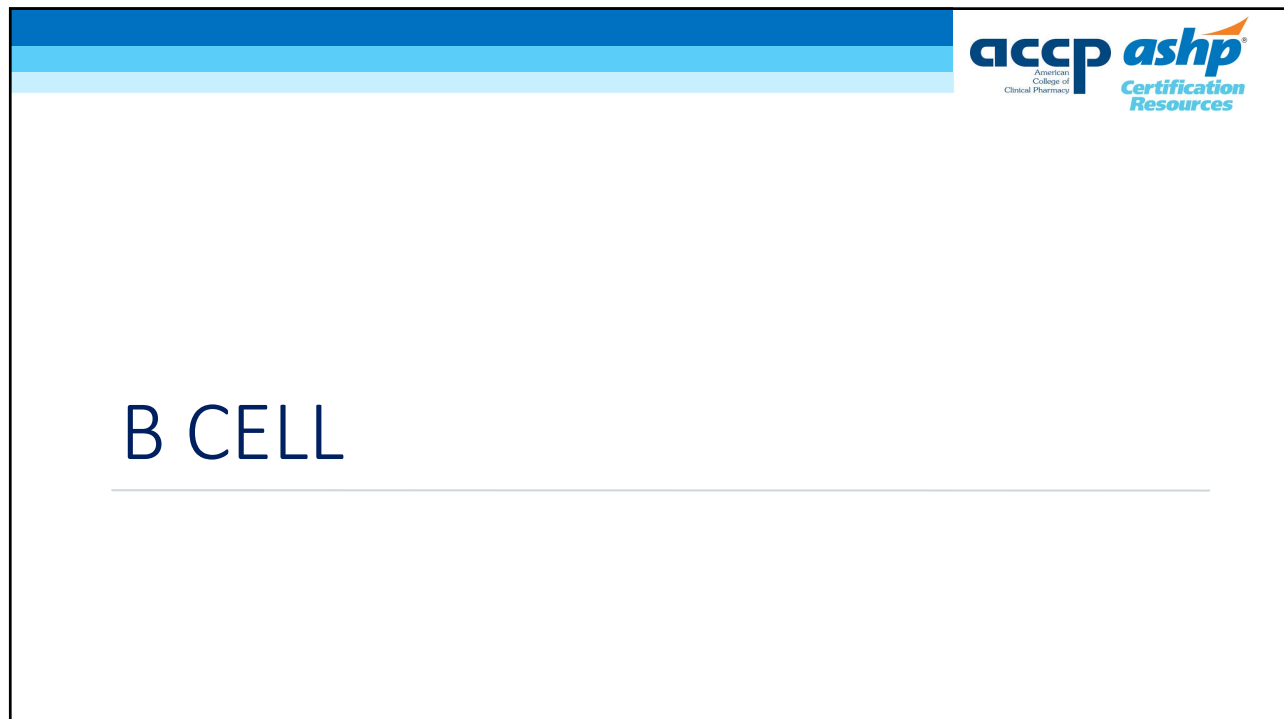 accp
American
College of
Clinical Pharmacy
ashp®
Certification
Resources
B CELL